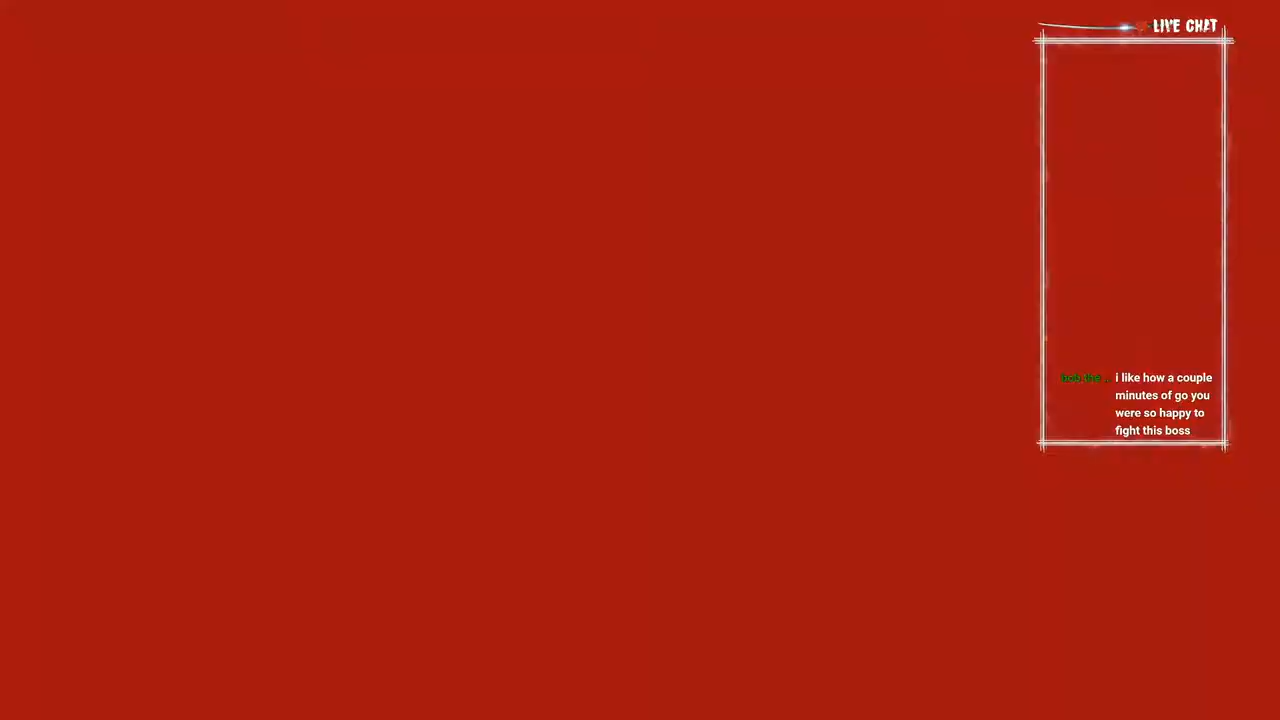 LIVE CHAT
i like how a couple
minutes of go you
were so happy to
fight this boss